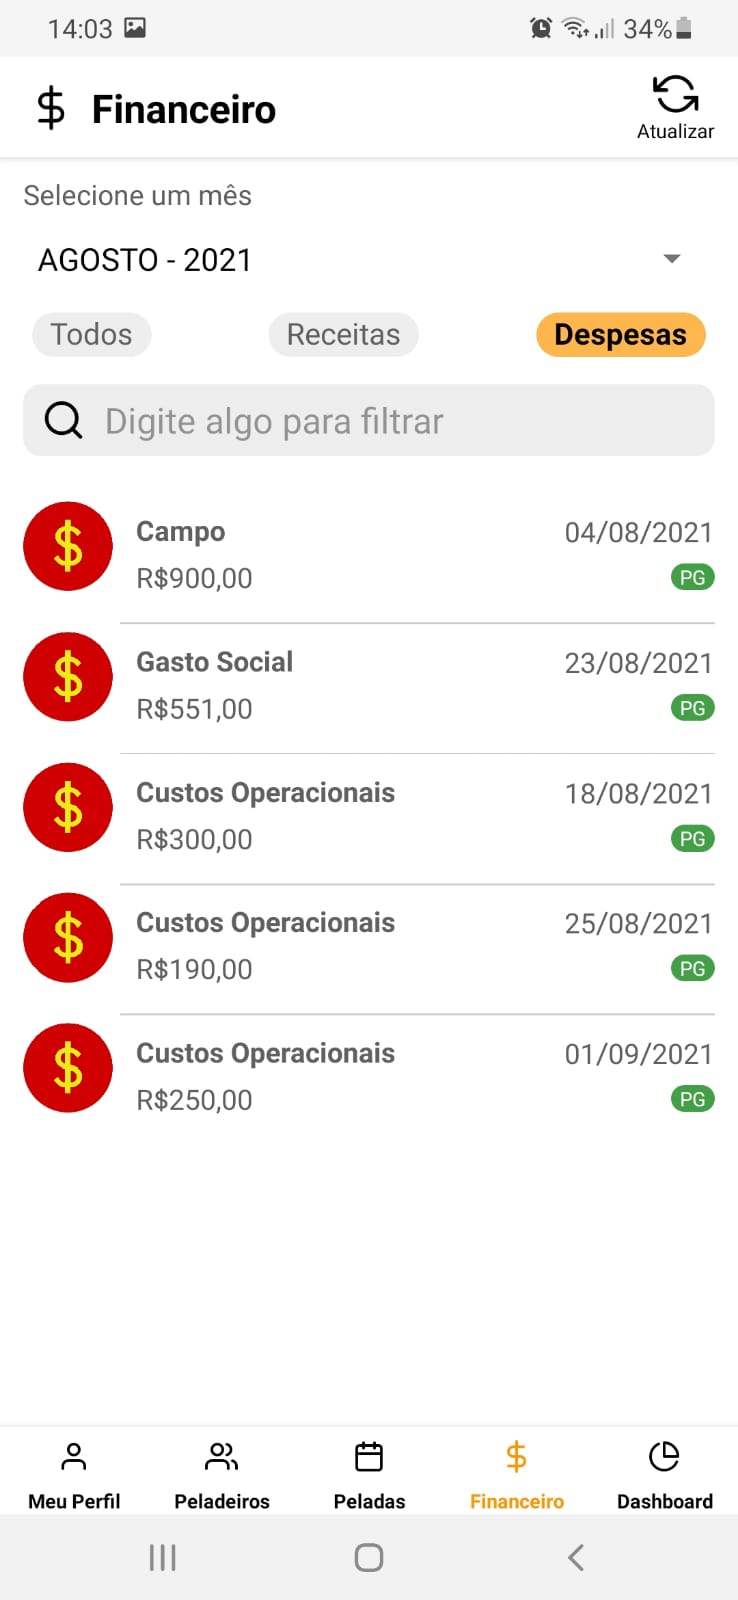 14:03 34%
Financeiro
Atualizar
Selecione um mês
AGOSTO - 2021
Todos Receitas Despesas
Digite algo para filtrar
$ Campo 04/08/2021
R$900,00 PG
$ Gasto Social 23/08/2021
R$551,00 PG
$ Custos Operacionais 18/08/2021
R$300,00 PG
$ Custos Operacionais 25/08/2021
R$190,00 PG
$ Custos Operacionais 01/09/2021
R$250,00 PG
Meu Perfil Peladeiros Peladas Financeiro Dashboard